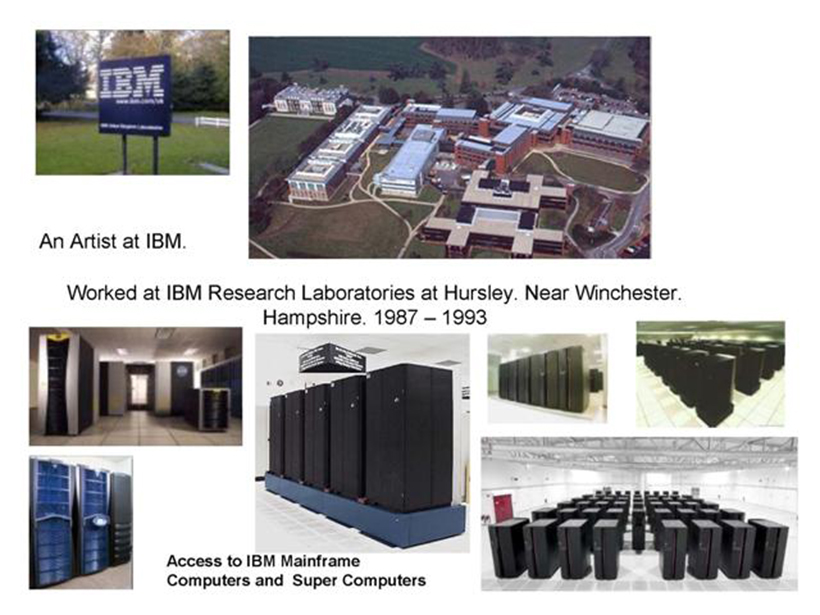 IBM
www.ibm.com/uk
An Artist at IBM.
Worked at IBM Research Laboratories at Hursley. Near Winchester.
Hampshire. 1987 – 1993
Access to IBM Mainframe
Computers and Super Computers